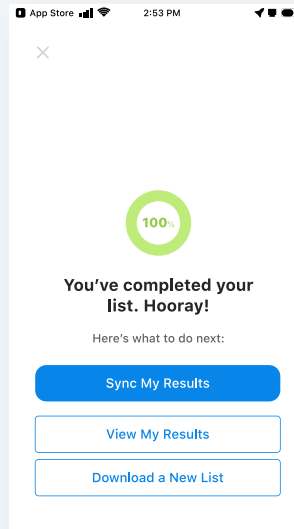 App Store 2:53 PM
100%
You've completed your
list. Hooray!
Here's what to do next:
Sync My Results
View My Results
Download a New List